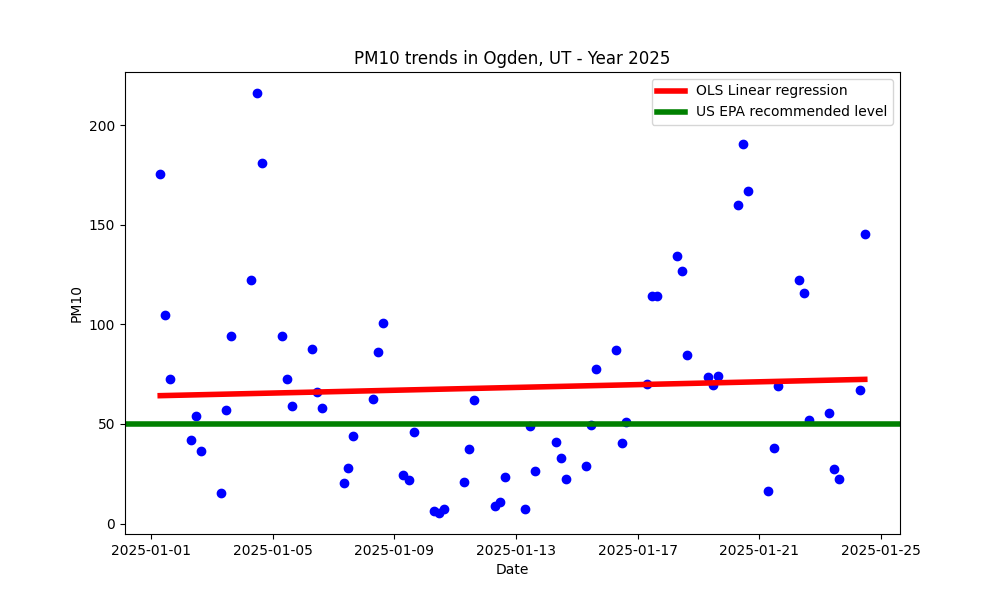 PM10 trends in Ogden, UT - Year 2025
OLS Linear regression
US EPA recommended level
200
150
100
50
0
PM10
2025-01-01 2025-01-05 2025-01-09 2025-01-13 2025-01-17 2025-01-21 2025-01-25
Date